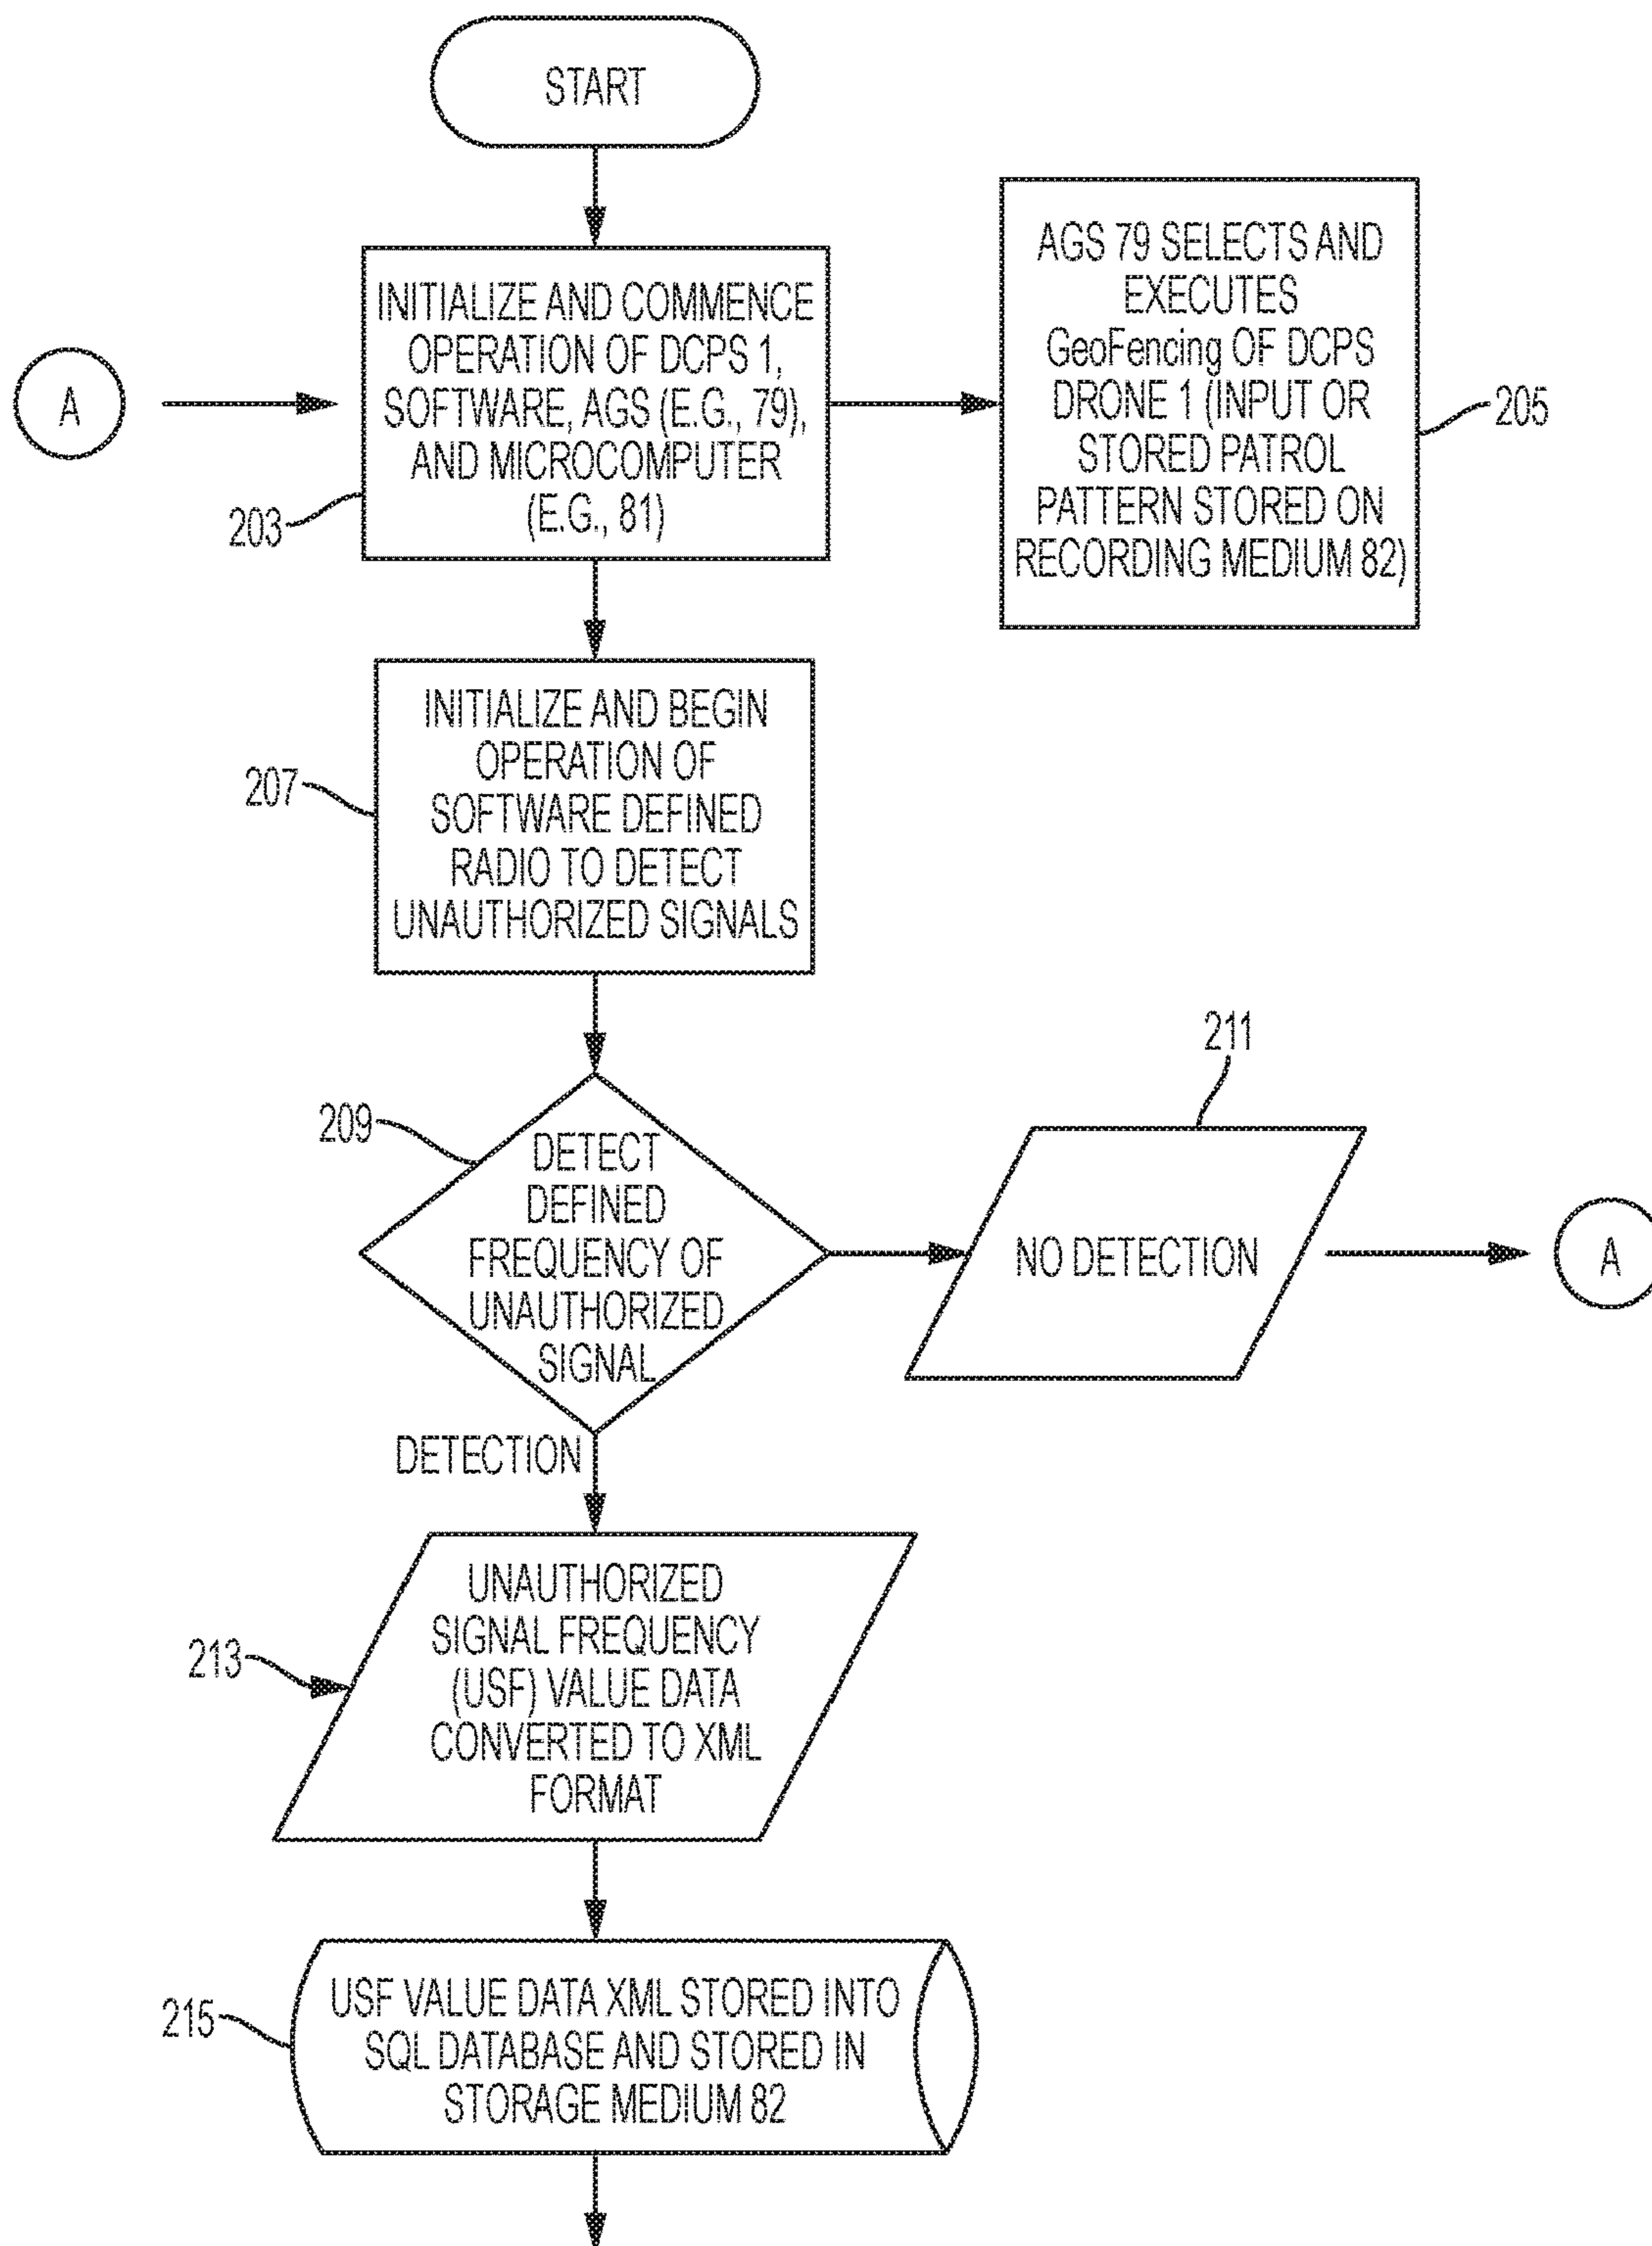 START
INITIALIZE AND COMMENCE
OPERATION OF DCPS 1,
SOFTWARE, AGS (E.G., 79),
AND MICROCOMPUTER
(E.G., 81)
203
A
AGS 79 SELECTS AND
EXECUTES
GeoFencing OF DCPS
DRONE 1 (INPUT OR
STORED PATROL
PATTERN STORED ON
RECORDING MEDIUM 82)
205
INITIALIZE AND BEGIN
OPERATION OF
SOFTWARE DEFINED
RADIO TO DETECT
UNAUTHORIZED SIGNALS
207
209
DETECT
DEFINED
FREQUENCY OF
UNAUTHORIZED
SIGNAL
211
NO DETECTION
A
DETECTION
213
UNAUTHORIZED
SIGNAL FREQUENCY
(USF) VALUE DATA
CONVERTED TO XML
FORMAT
215
USF VALUE DATA XML STORED INTO
SQL DATABASE AND STORED IN
STORAGE MEDIUM 82